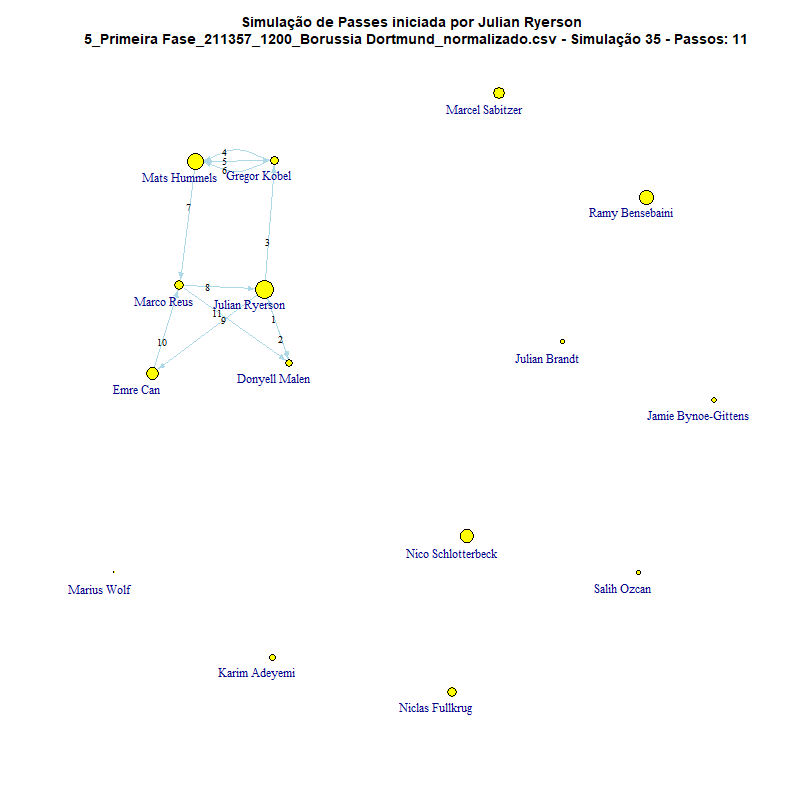 Simulação de Passes iniciada por Julian Ryerson
5_Primeira Fase_211357_1200_Borussia Dortmund_normalizado.csv - Simulação 35 - Passos: 11
Marcel Sabitzer
4
5
6
Mats Hummels
Gregor Kobel
7
Ramy Bensebaini
3
8
Marco Reus
Julian Ryerson
11
9
1
10
2
Julian Brandt
Donyell Malen
Emre Can
Jamie Bynoe-Gittens
Nico Schlotterbeck
Marius Wolf
Salih Ozcan
Karim Adeyemi
Niclas Fullkrug